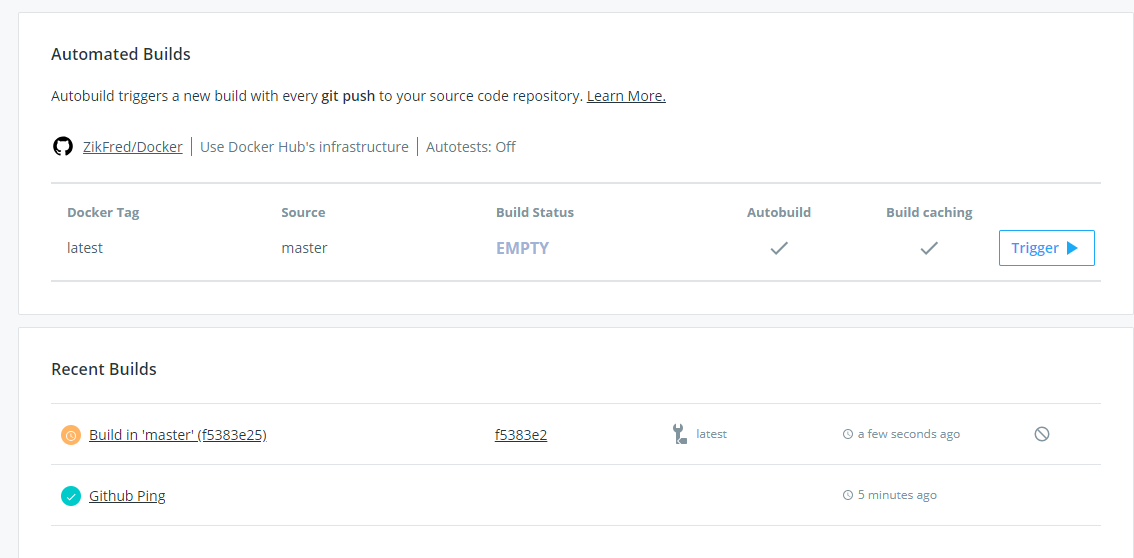 Automated Builds
Autobuild triggers a new build with every git push to your source code repository. Learn More.
ZikFred/Docker | Use Docker Hub's infrastructure | Autotests: Off
Docker Tag Source Build Status Autobuild Build caching
latest master EMPTY Trigger
Recent Builds
Build in 'master' (f5383e25) f5383e2 latest a few seconds ago
Github Ping 5 minutes ago